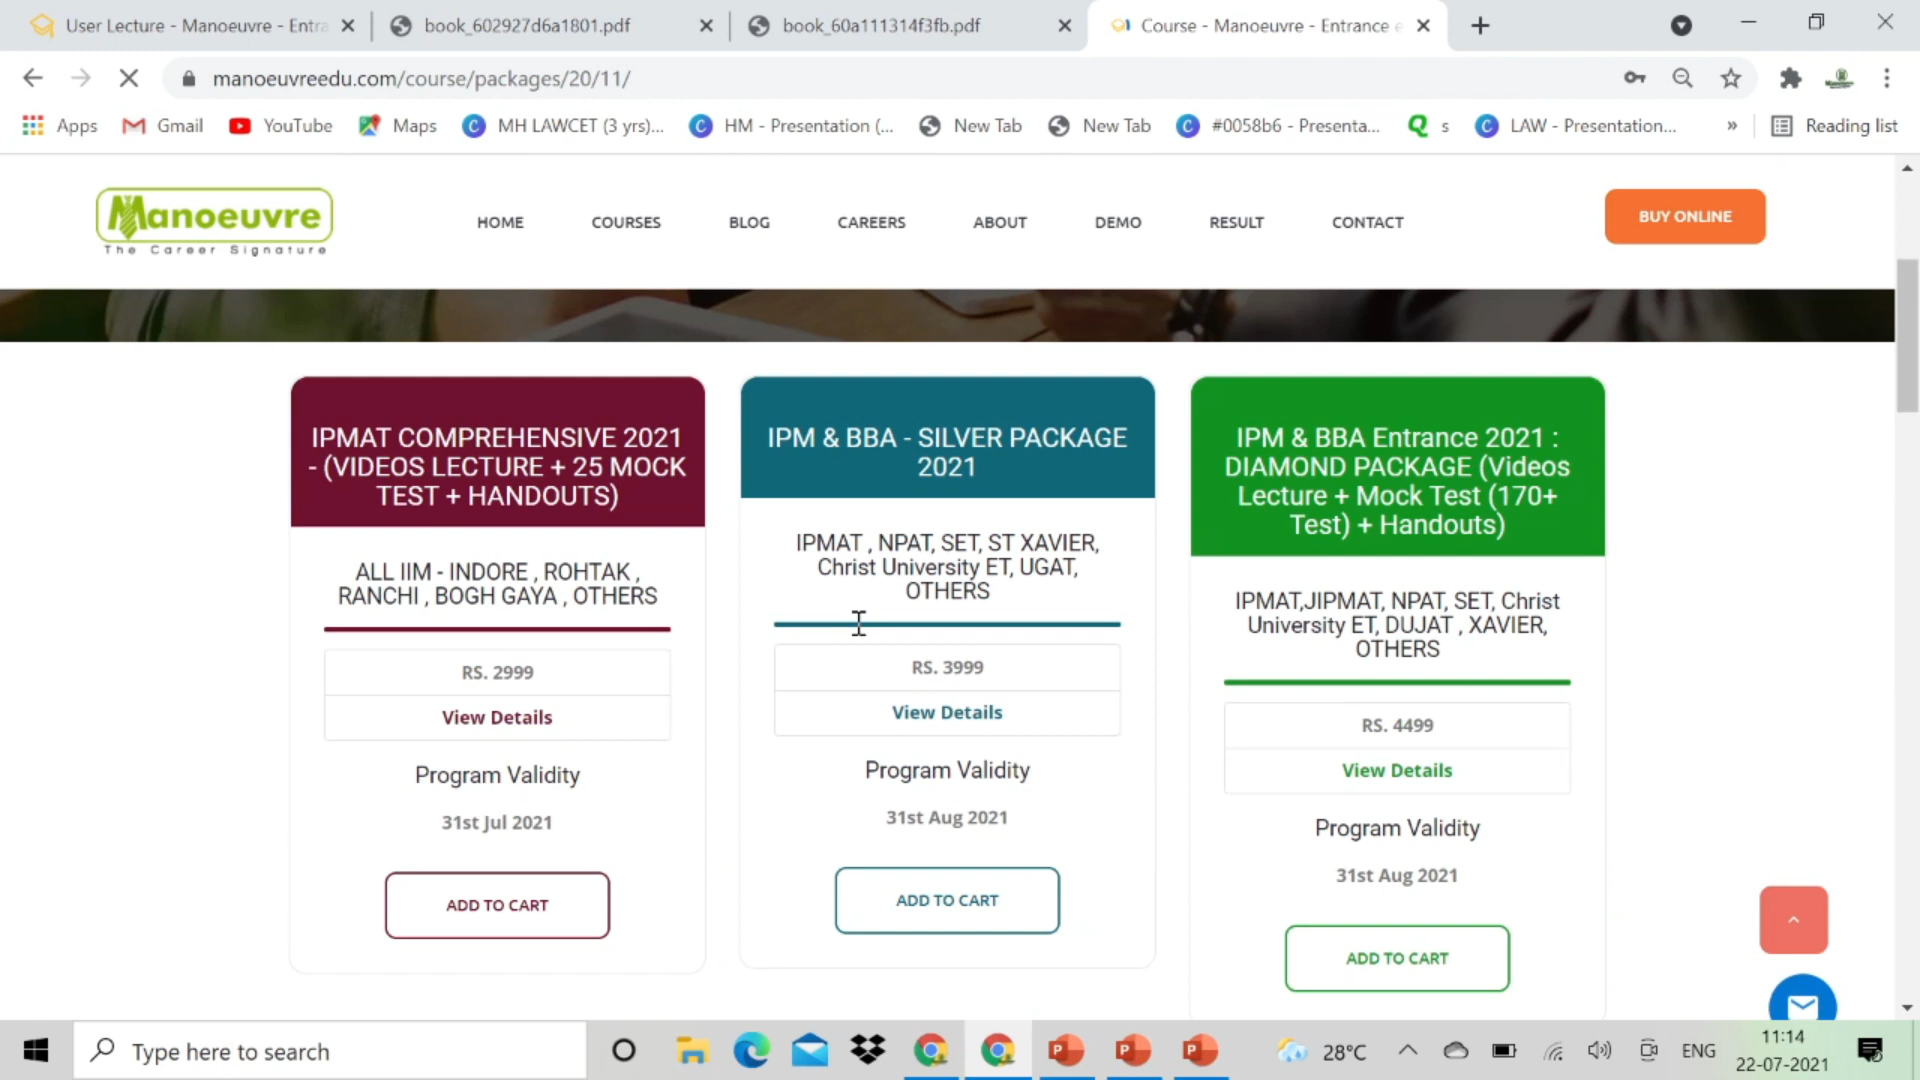 User Lecture - Manoeuvre - Entra
book_602927d6a1801.pdf
book_60a111314f3fb.pdf
Course - Manoeuvre - Entrance e
manoeuvreedu.com/course/packages/20/11/
Apps
Gmail
YouTube
Maps
MH LAWCET (3 yrs)...
HM - Presentation (...
New Tab
New Tab
#0058b6 - Presenta...
s
LAW - Presentation...
»
Reading list
Manoeuvre
The Career Signature
HOME
COURSES
BLOG
CAREERS
ABOUT
DEMO
RESULT
CONTACT
BUY ONLINE
IPMAT COMPREHENSIVE 2021
- (VIDEOS LECTURE + 25 MOCK
TEST + HANDOUTS)
ALL IIM - INDORE , ROHTAK ,
RANCHI , BOGH GAYA , OTHERS
RS. 2999
View Details
Program Validity
31st Jul 2021
ADD TO CART
IPM & BBA - SILVER PACKAGE
2021
IPMAT , NPAT, SET, ST XAVIER,
Christ University ET, UGAT,
OTHERS
RS. 3999
View Details
Program Validity
31st Aug 2021
ADD TO CART
IPM & BBA Entrance 2021 :
DIAMOND PACKAGE (Videos
Lecture + Mock Test (170+
Test) + Handouts)
IPMAT,JIPMAT, NPAT, SET, Christ
University ET, DUJAT , XAVIER,
OTHERS
RS. 4499
View Details
Program Validity
31st Aug 2021
ADD TO CART
Type here to search
28°C
ENG
11:14
22-07-2021